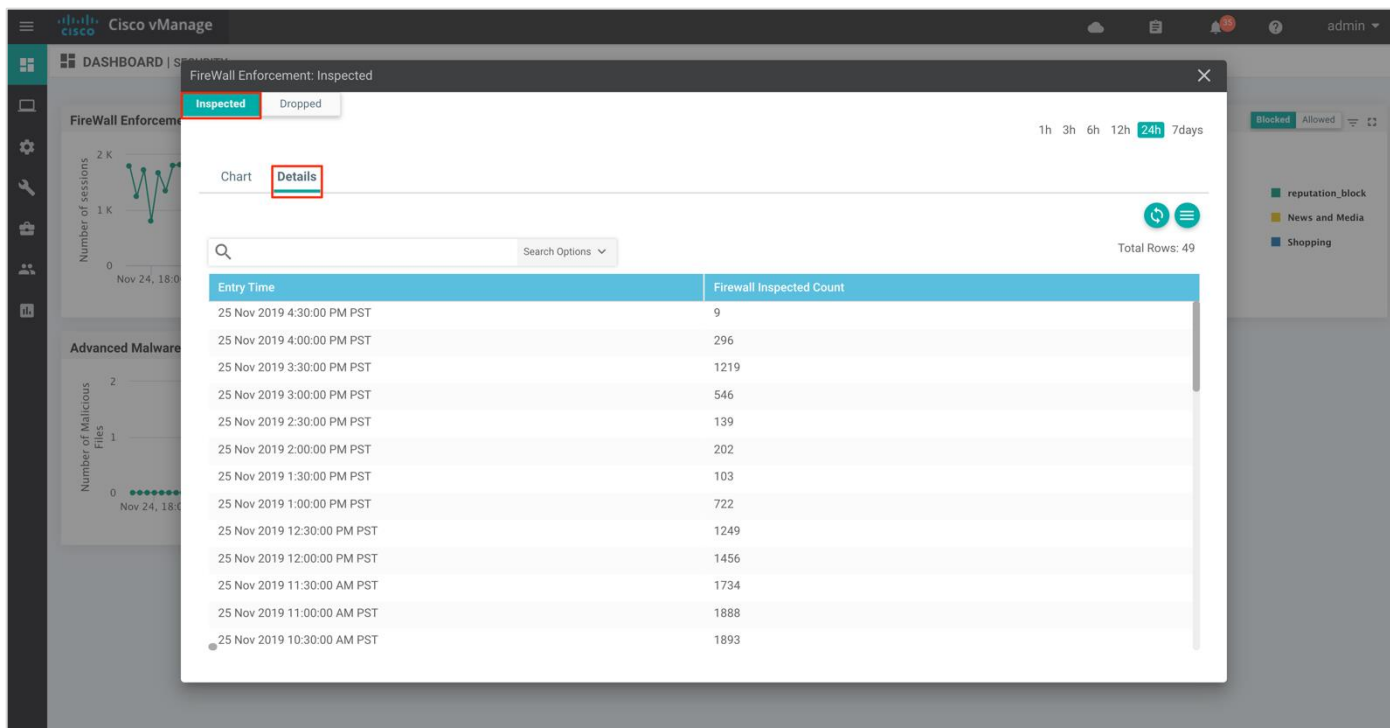 cisco Cisco vManage
35
admin
DASHBOARD |
FireWall Enforcement: Inspected
Inspected Dropped
1h 3h 6h 12h 24h 7days
Chart Details
Search Options
Total Rows: 49
Entry Time Firewall Inspected Count
25 Nov 2019 4:30:00 PM PST 9
25 Nov 2019 4:00:00 PM PST 296
25 Nov 2019 3:30:00 PM PST 1219
25 Nov 2019 3:00:00 PM PST 546
25 Nov 2019 2:30:00 PM PST 139
25 Nov 2019 2:00:00 PM PST 202
25 Nov 2019 1:30:00 PM PST 103
25 Nov 2019 1:00:00 PM PST 722
25 Nov 2019 12:30:00 PM PST 1249
25 Nov 2019 12:00:00 PM PST 1456
25 Nov 2019 11:30:00 AM PST 1734
25 Nov 2019 11:00:00 AM PST 1888
25 Nov 2019 10:30:00 AM PST 1893
FireWall Enforceme
Number of sessions
2 K
1 K
0
Nov 24, 18:0
Advanced Malware
Number of Malicious
Files
2
1
0
Nov 24, 18:0
Blocked Allowed
reputation_block
News and Media
Shopping